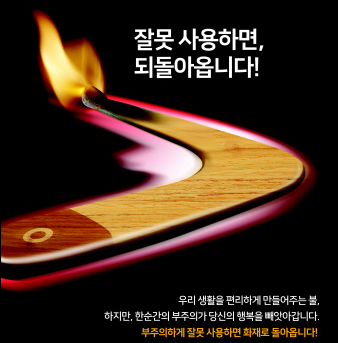 잘못 사용하면,
되돌아옵니다!
우리 생활을 편리하게 만들어주는 불,
하지만, 한순간의 부주의가 당신의 행복을 빼앗아갑니다.
부주의하게 잘못 사용하면 화재로 돌아옵니다!